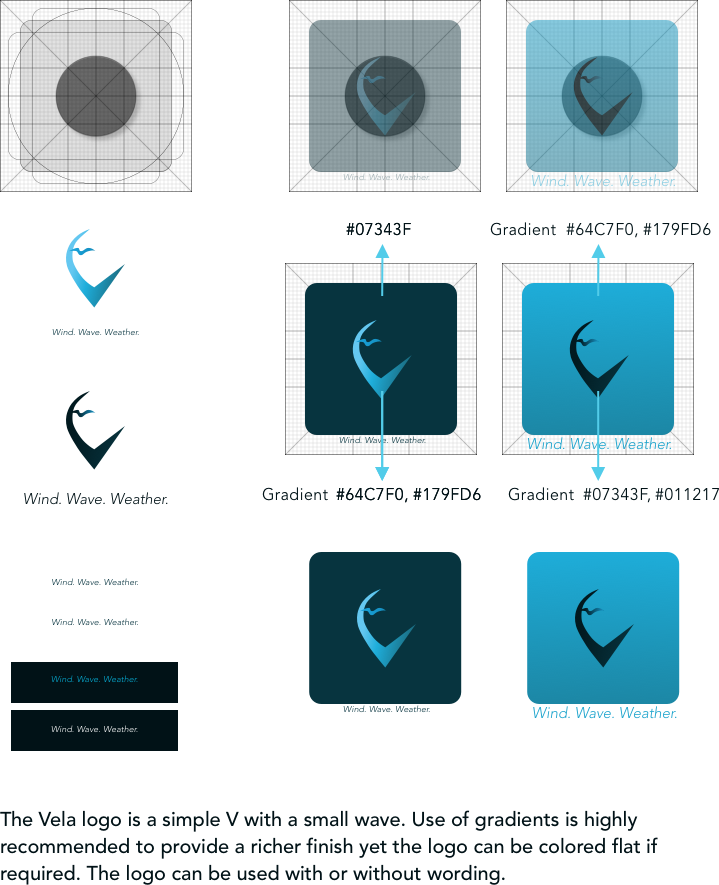 Wind. Wave. Weather.
Wind. Wave. Weather.
#07343F
Gradient #64C7F0, #179FD6
Wind. Wave. Weather.
Wind. Wave. Weather.
Wind. Wave. Weather.
Gradient #64C7F0, #179FD6
Gradient #07343F, #011217
Wind. Wave. Weather.
Wind. Wave. Weather.
Wind. Wave. Weather.
Wind. Wave. Weather.
Wind. Wave. Weather.
Wind. Wave. Weather.
Wind. Wave. Weather.
The Vela logo is a simple V with a small wave. Use of gradients is highly
recommended to provide a richer finish yet the logo can be colored flat if
required. The logo can be used with or without wording.